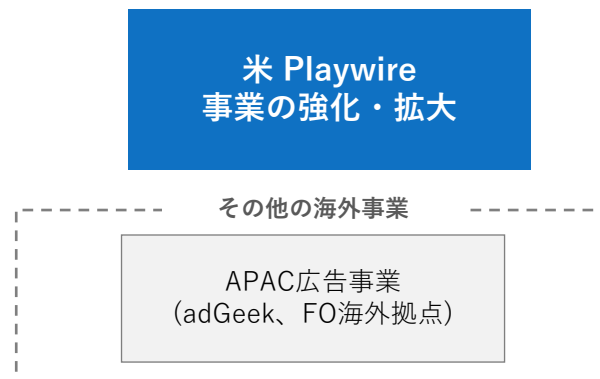 米 Playwire
事業の強化・拡大
その他の海外事業
APAC広告事業
（adGeek、FO海外拠点）